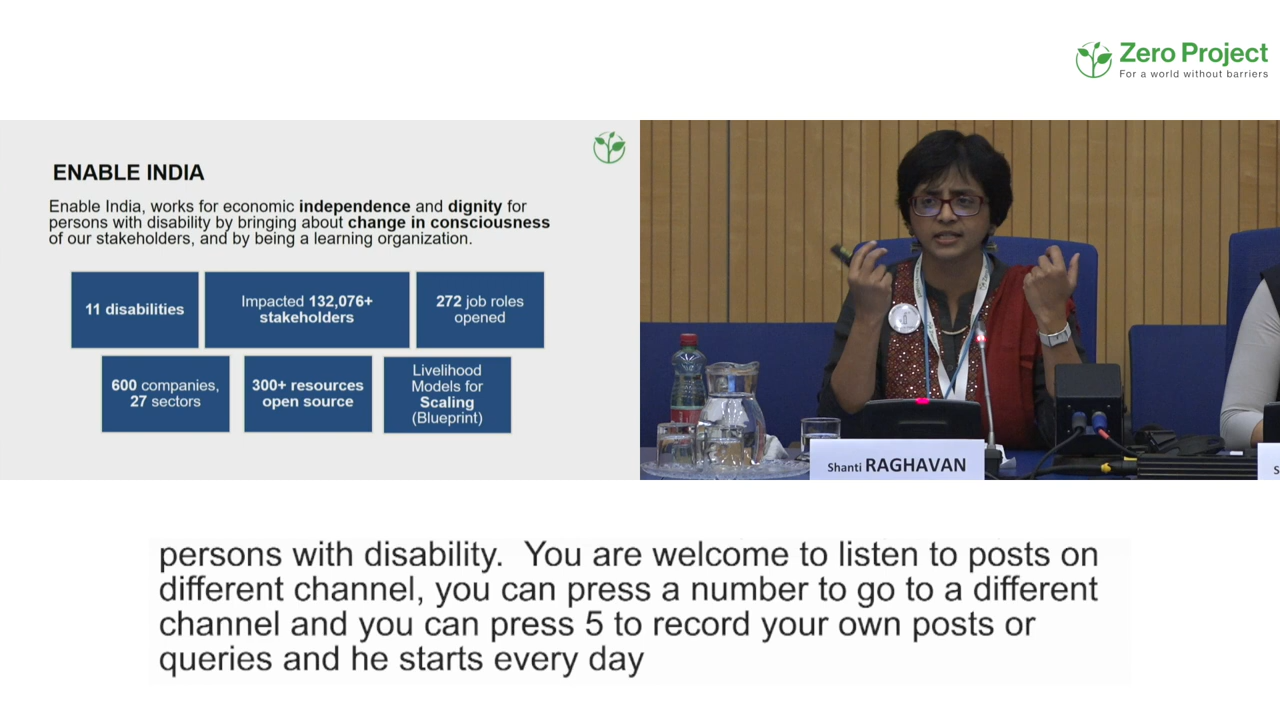 Zero Project
For a world without barriers
ENABLE INDIA
Enable India, works for economic independence and dignity for
persons with disability by bringing about change in consciousness
of our stakeholders, and by being a learning organization.
11 disabilities
Impacted 132,076+
stakeholders
272 job roles
opened
600 companies,
27 sectors
300+ resources
open source
Livelihood
Models for
Scaling
(Blueprint)
Shanti RAGHAVAN
S
persons with disability.  You are welcome to listen to posts on
different channel, you can press a number to go to a different
channel and you can press 5 to record your own posts or
queries and he starts every day